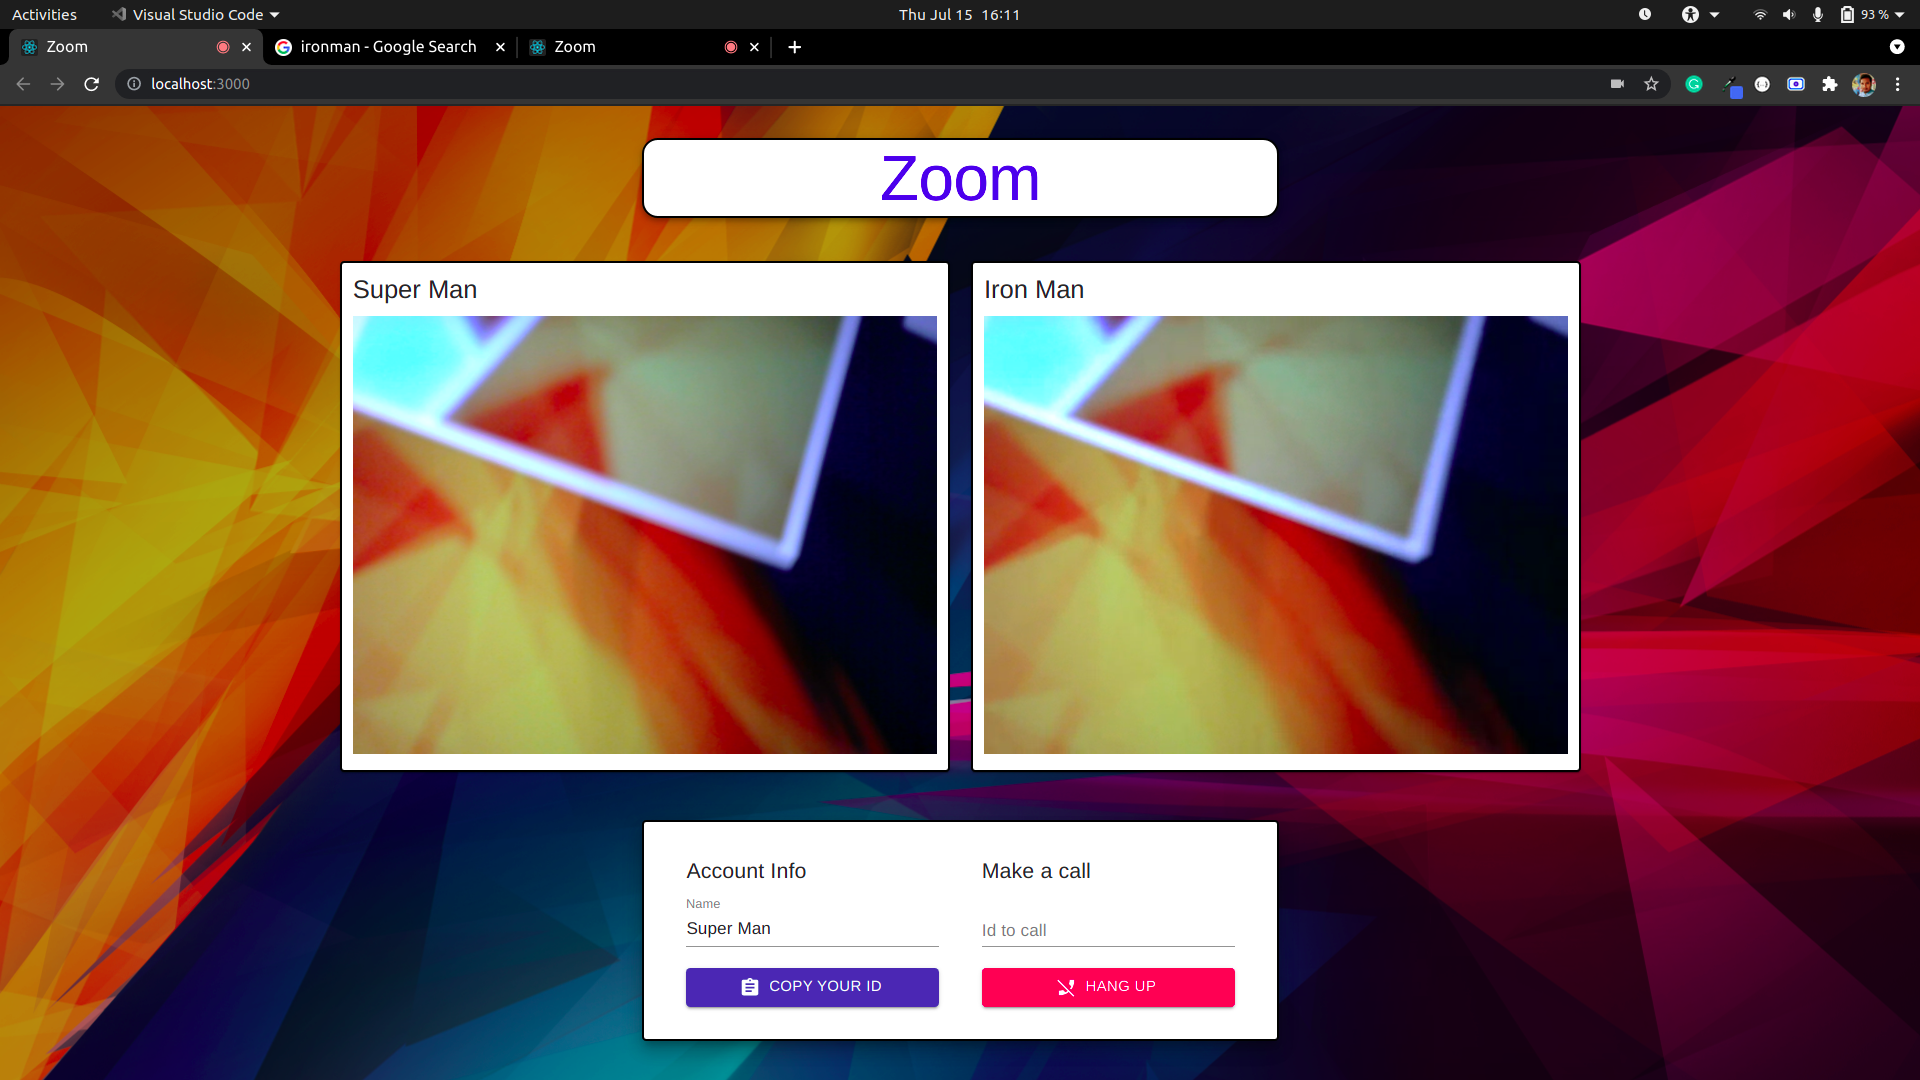 Activities Visual Studio Code Thu Jul 15 16:11 93 %
Zoom ironman - Google Search Zoom
localhost:3000
Zoom
Super Man
Iron Man
Account Info
Name
Super Man
COPY YOUR ID
Make a call
Id to call
HANG UP